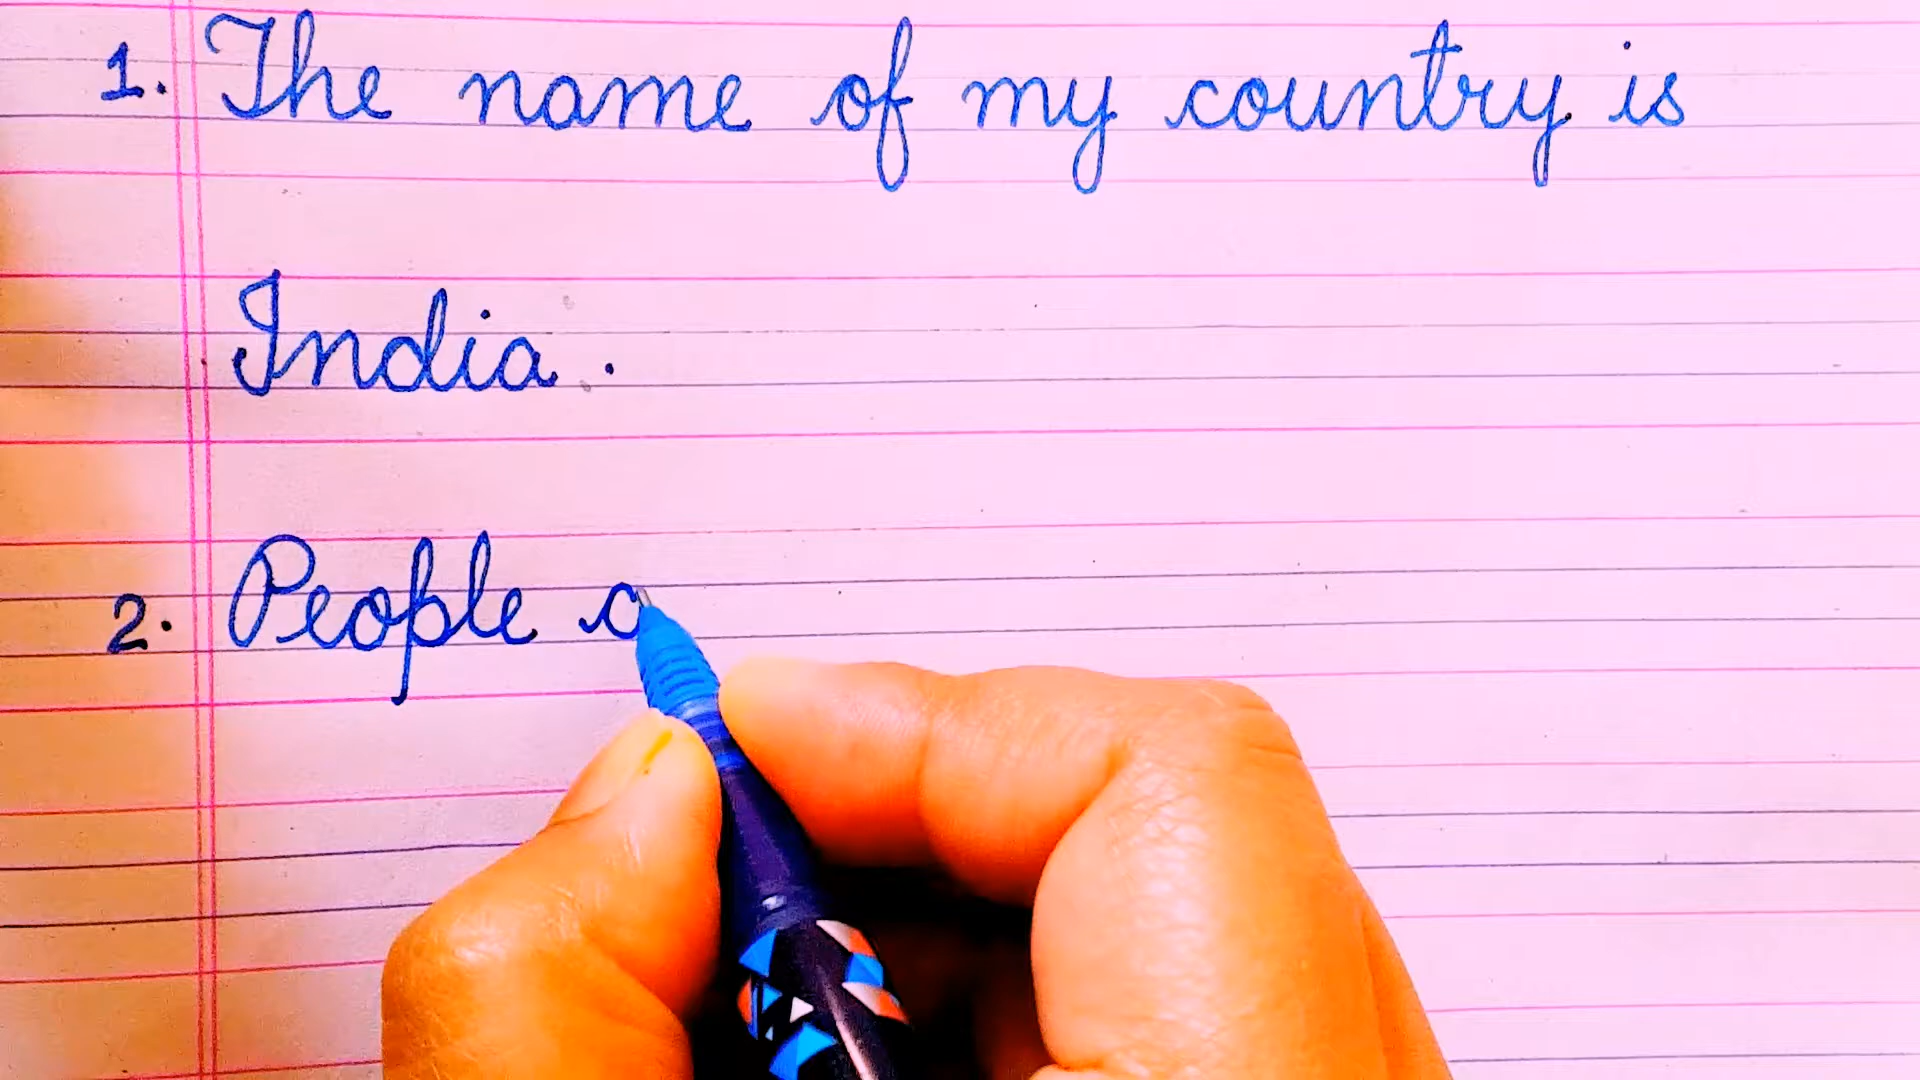 1. The name of my country is
India.
2. People